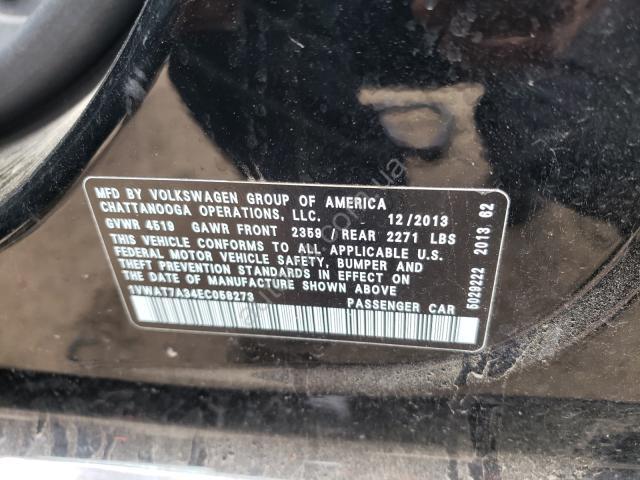 MFD BY VOLKSWAGEN GROUP OF AMERICA
CHATTANOOGA OPERATIONS, LLC. 12/2013
GVWR 4519 GAWR FRONT 2359 / REAR 2271 LBS
THIS VEHICLE CONFORMS TO ALL APPLICABLE U.S.
FEDERAL MOTOR VEHICLE SAFETY, BUMPER AND
THEFT PREVENTION STANDARDS IN EFFECT ON
DATE OF MANUFACTURE SHOWN ABOVE
1VWAT7A34EC058273 PASSENGER CAR
5029222 2013 62